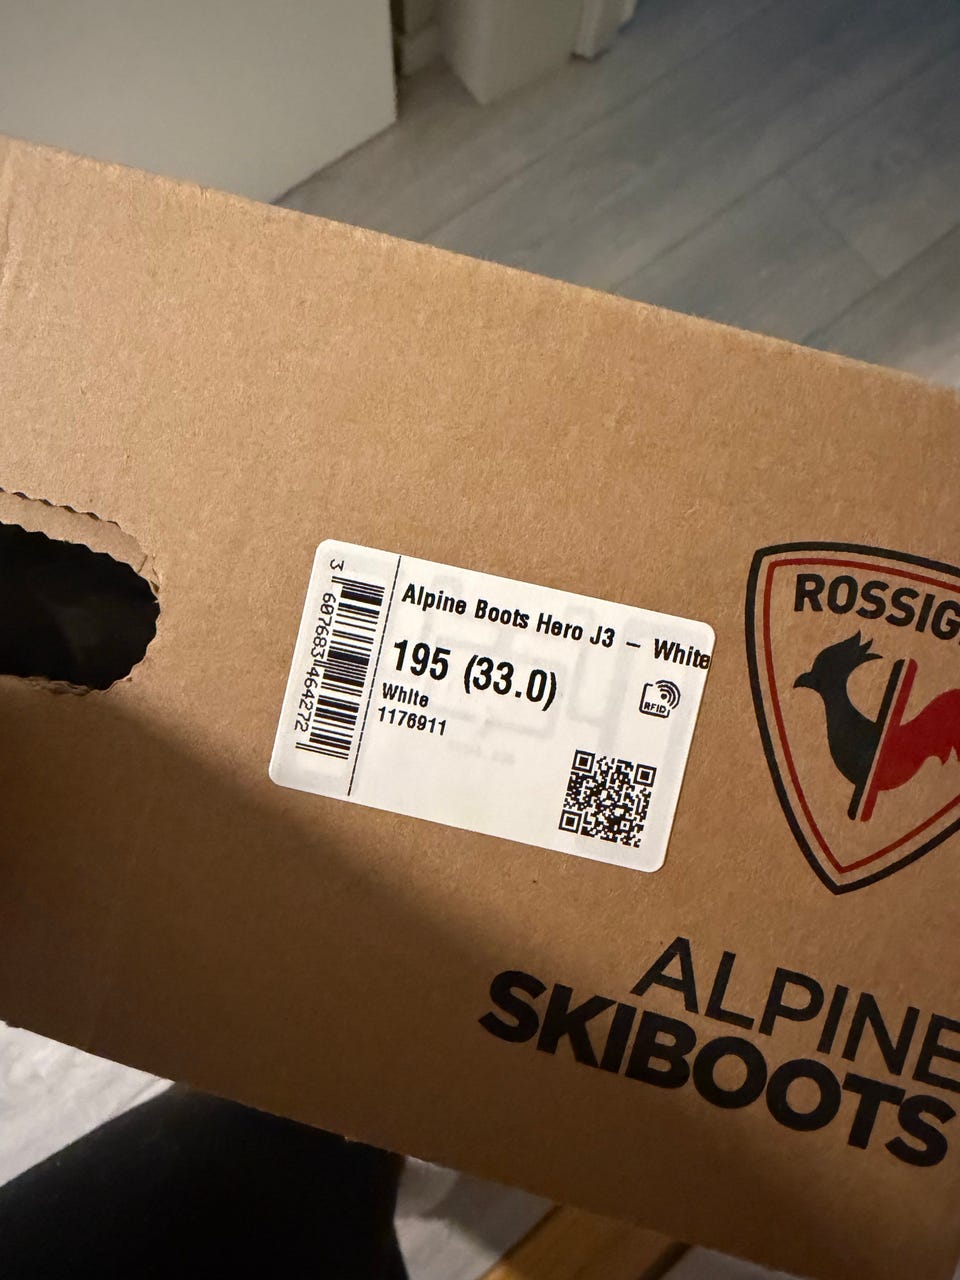 Alpine Boots Hero J3 – White
195 (33.0)
White
1176911
RFID
3 607683 464272
ROSSIG
ALPINE
SKIBOOTS